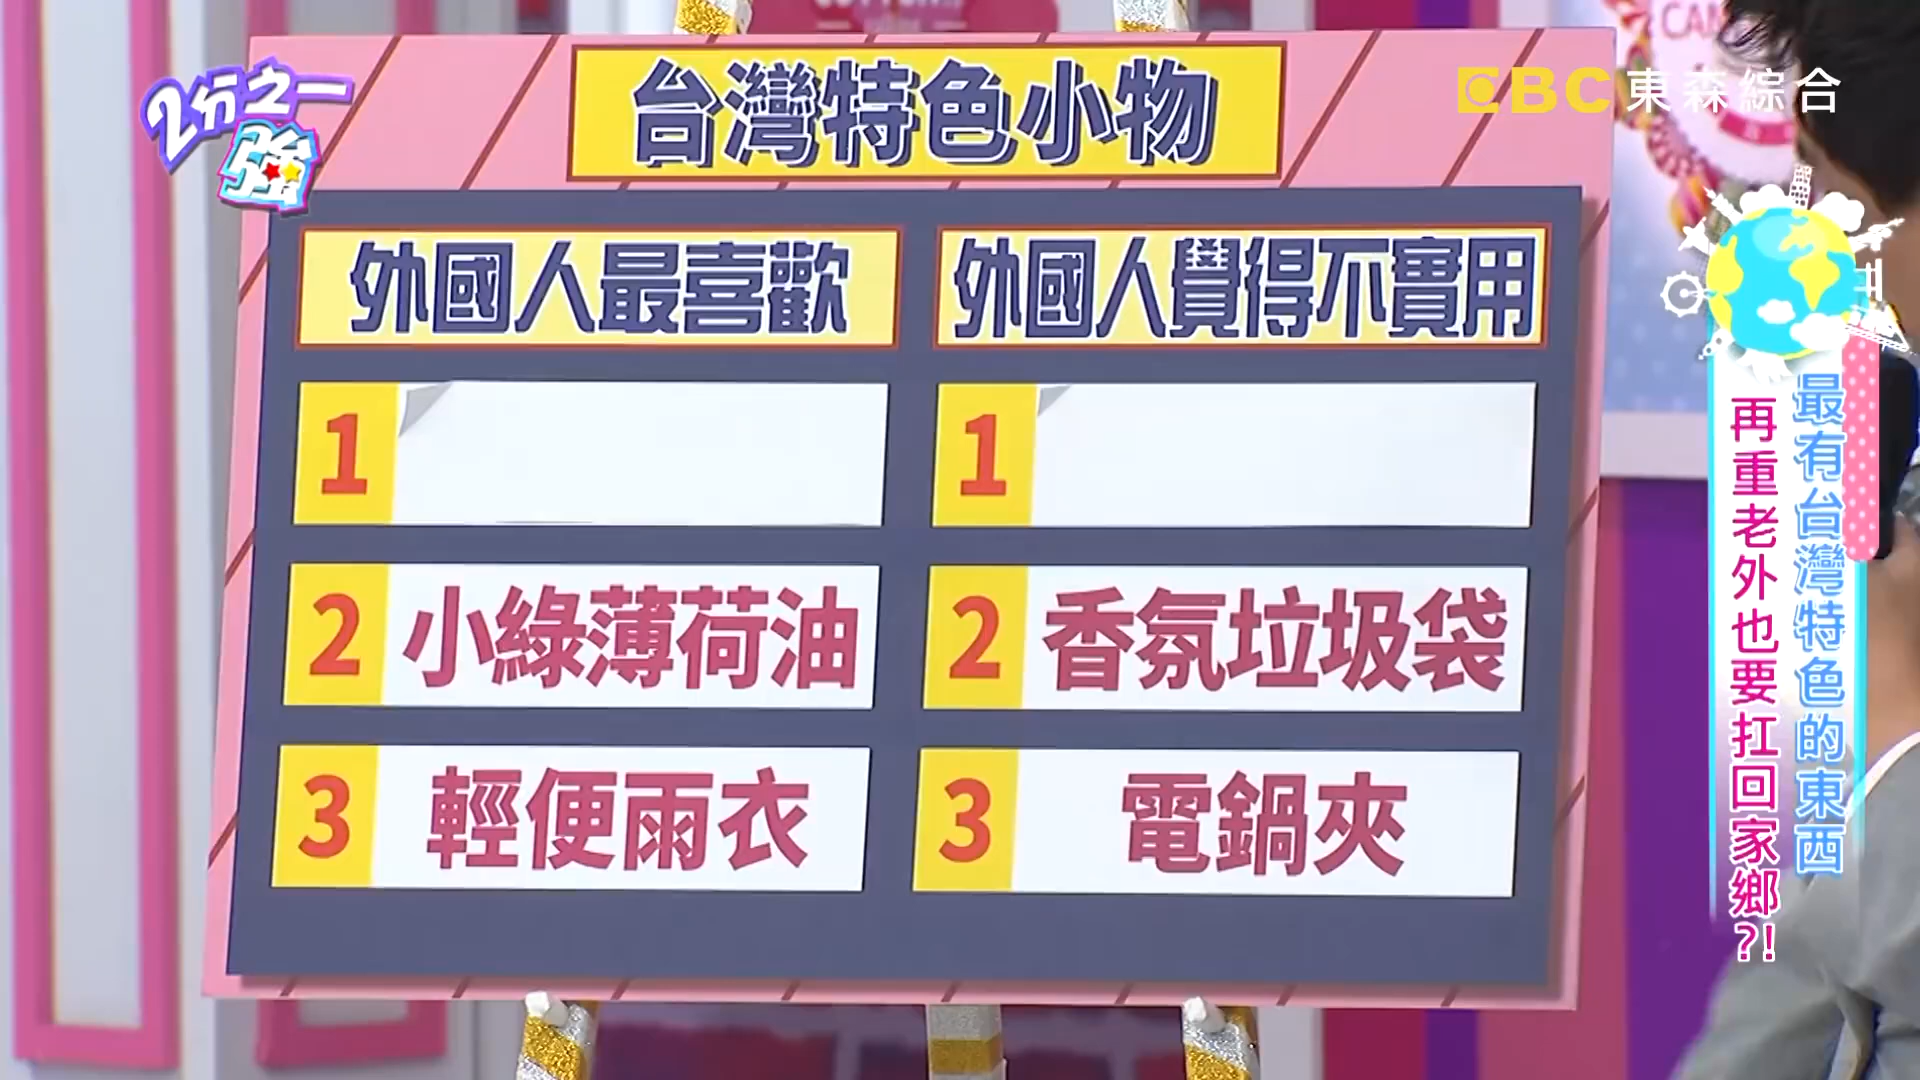 2分之一
強
台灣特色小物
EBC 東森綜合
外國人最喜歡
外國人覺得不實用
1
1
2 小綠薄荷油
2 香氛垃圾袋
3 輕便雨衣
3 電鍋夾
最有台灣特色的東西
再重老外也要扛回家鄉?!